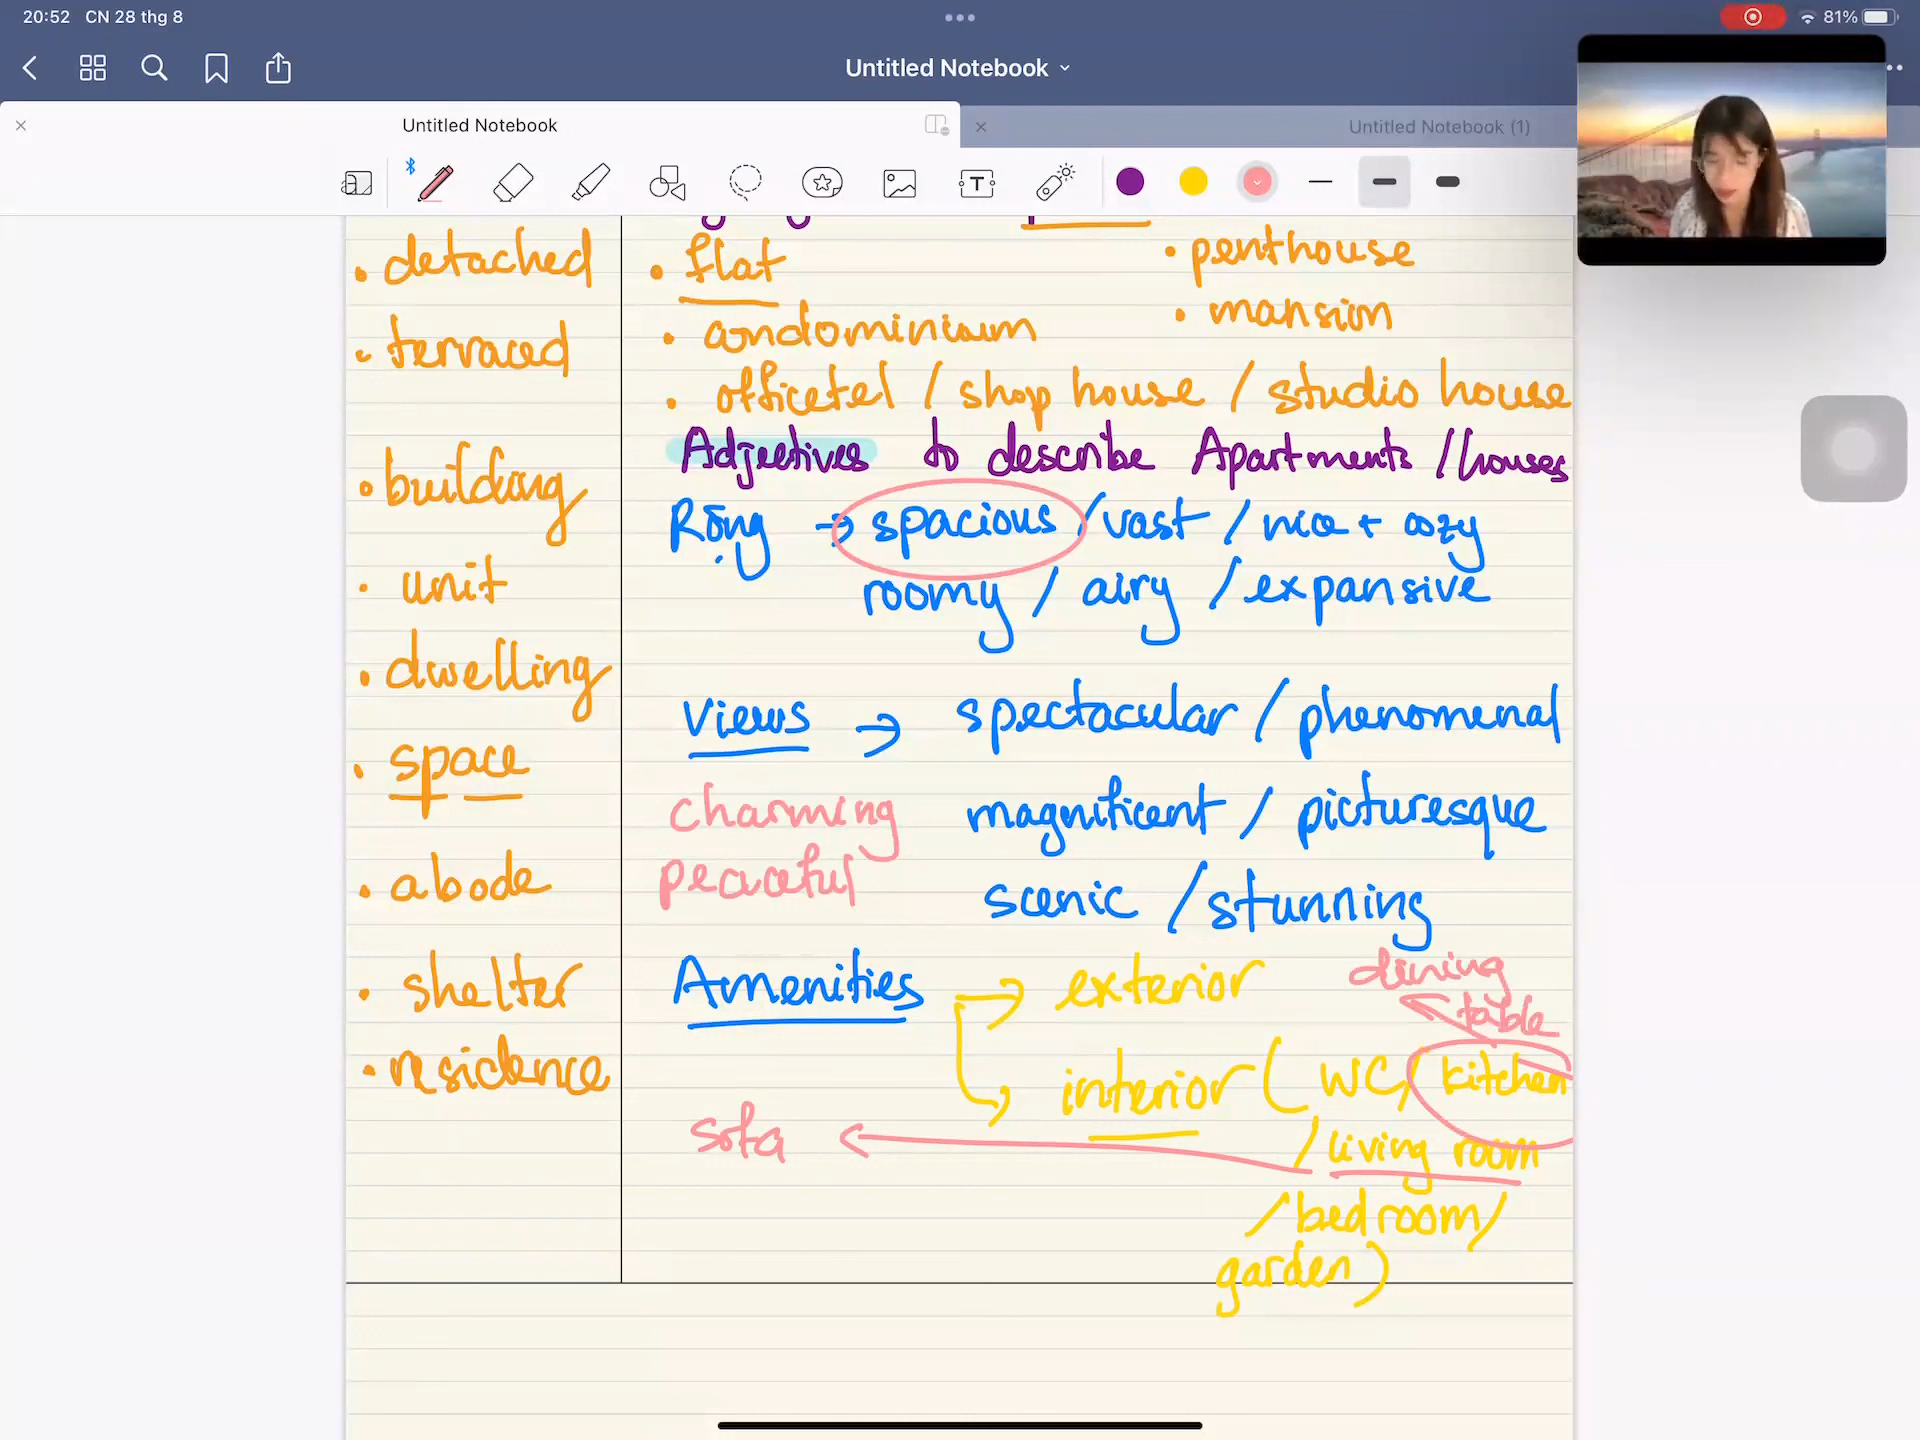 20:52 CN 28 thg 8
81%
Untitled Notebook
Untitled Notebook
Untitled Notebook (1)
• detached
• terraced
• building
• unit
• dwelling
• space
• abode
• shelter
• residence
• flat
• penthouse
• condominium
• mansion
• officetel / shop house / studio house
Adjectives to describe Apartments / houses
Rộng → spacious / vast / nice + cozy
roomy / airy / expansive
Views → spectacular / phenomenal
charming magnificent / picturesque
peaceful scenic / stunning
Amenities → exterior
dining
table
interior ( WC / kitchen
sofa / living room
/ bedroom /
garden )